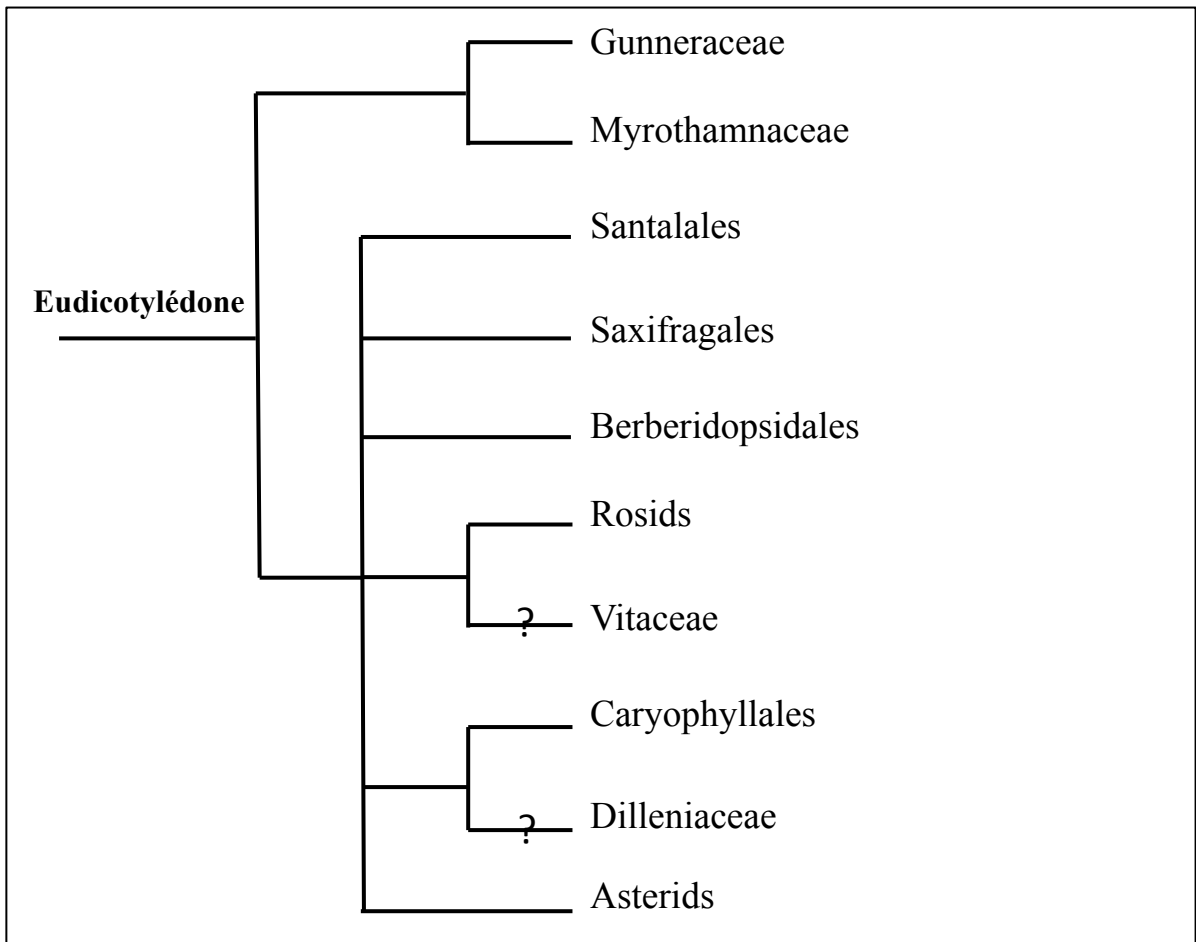 Gunneraceae
Myrothamnaceae
Santalales
Eudicotylédone
Saxifragales
Berberidopsidales
Rosids
? Vitaceae
Caryophyllales
? Dilleniaceae
Asterids